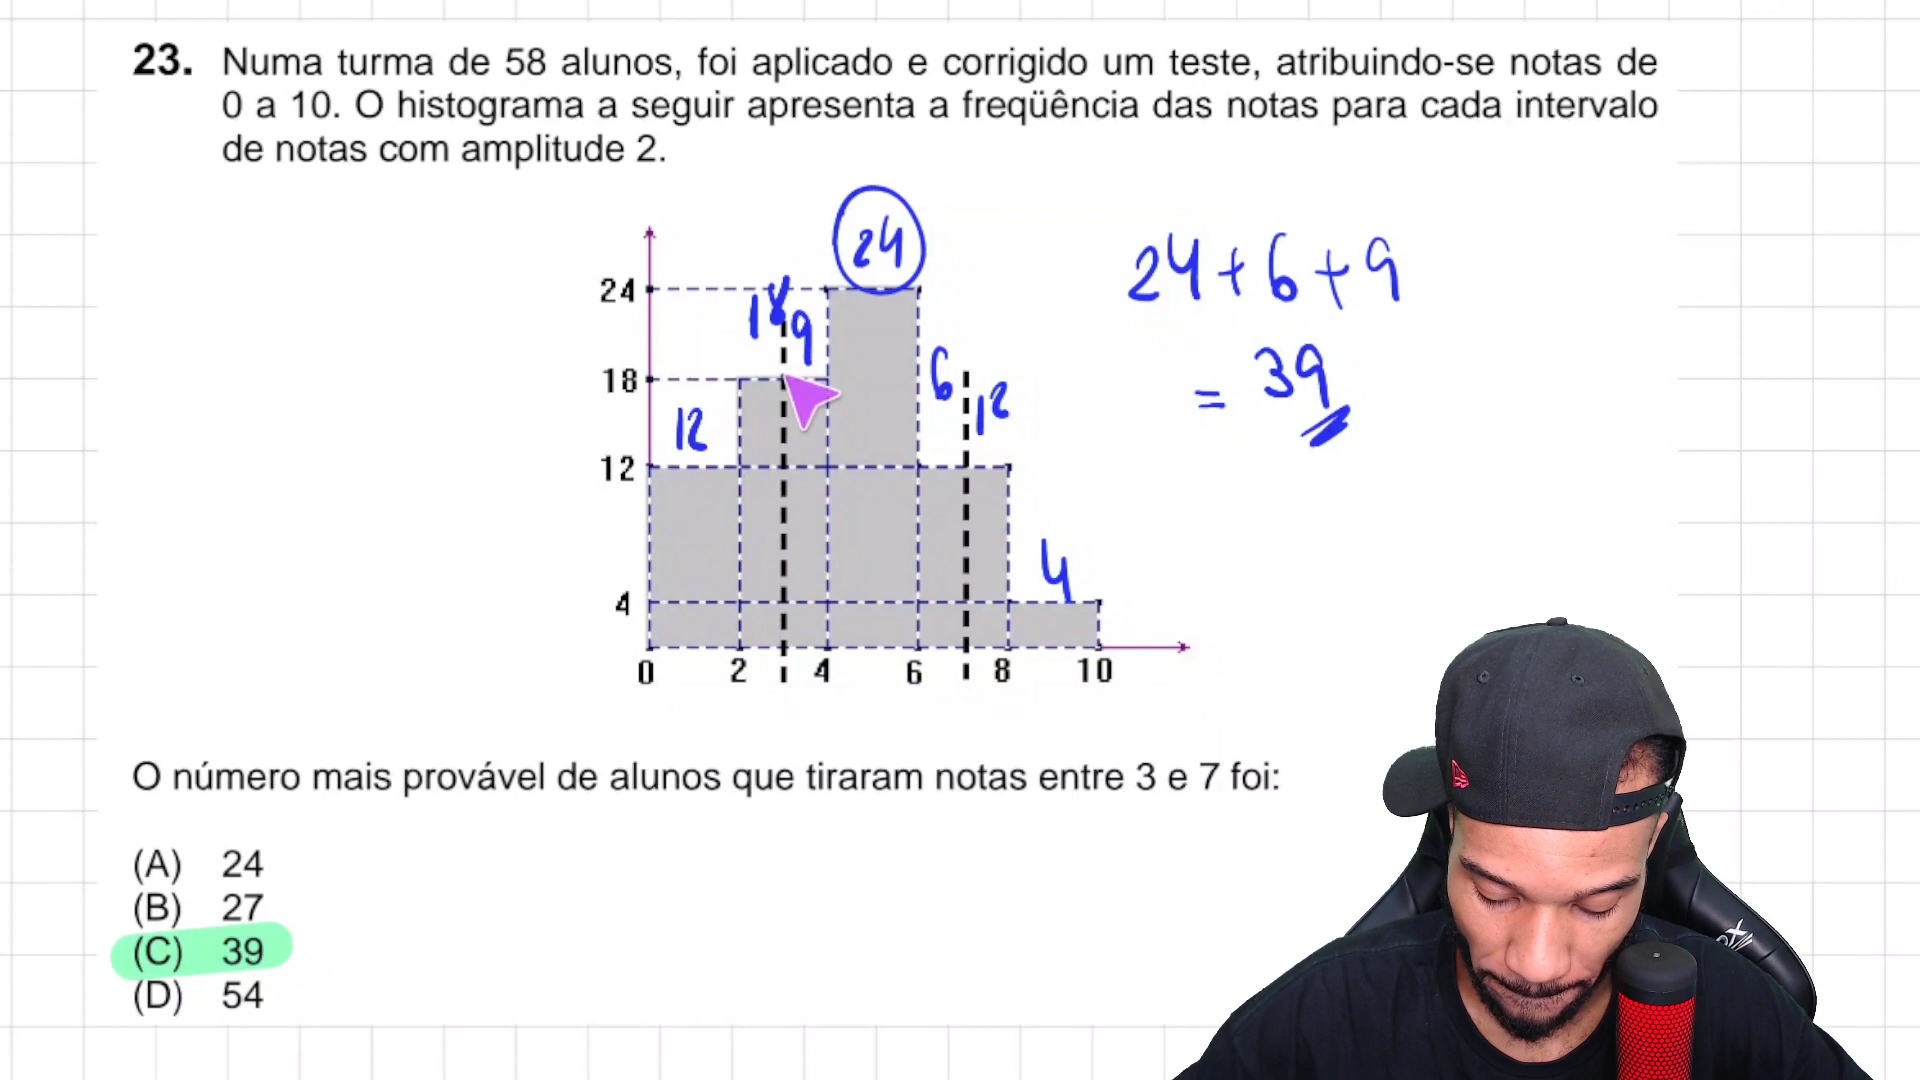 23. Numa turma de 58 alunos, foi aplicado e corrigido um teste, atribuindo-se notas de
0 a 10. O histograma a seguir apresenta a freqüência das notas para cada intervalo
de notas com amplitude 2.
24
24 + 6 + 9
24
18
9
18
6
12
= 39
12
12
4
4
0 2 4 6 8 10
O número mais provável de alunos que tiraram notas entre 3 e 7 foi:
(A) 24
(B) 27
(C) 39
(D) 54